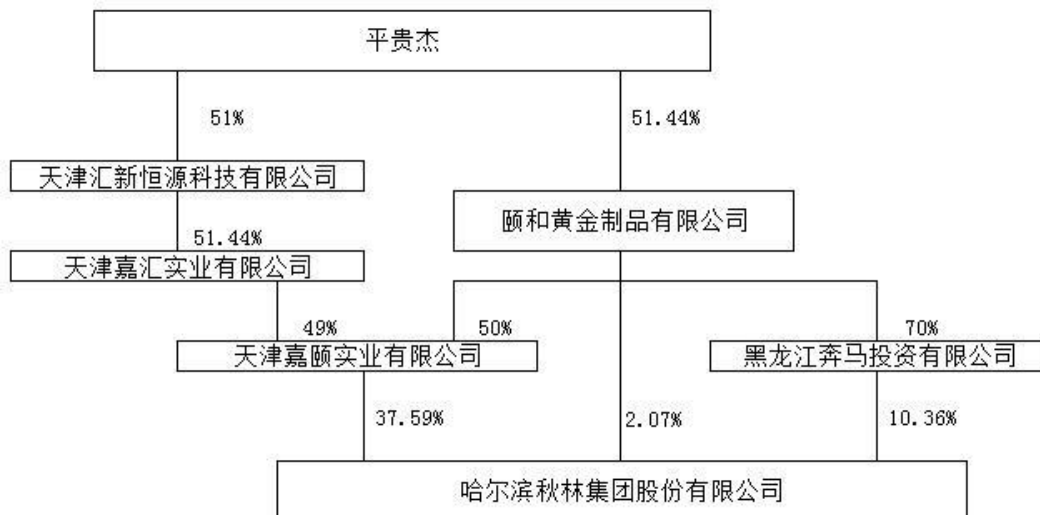 平贵杰
51%
51.44%
天津汇新恒源科技有限公司
颐和黄金制品有限公司
51.44%
天津嘉汇实业有限公司
49%
50%
70%
天津嘉颐实业有限公司
黑龙江奔马投资有限公司
37.59%
2.07%
10.36%
哈尔滨秋林集团股份有限公司